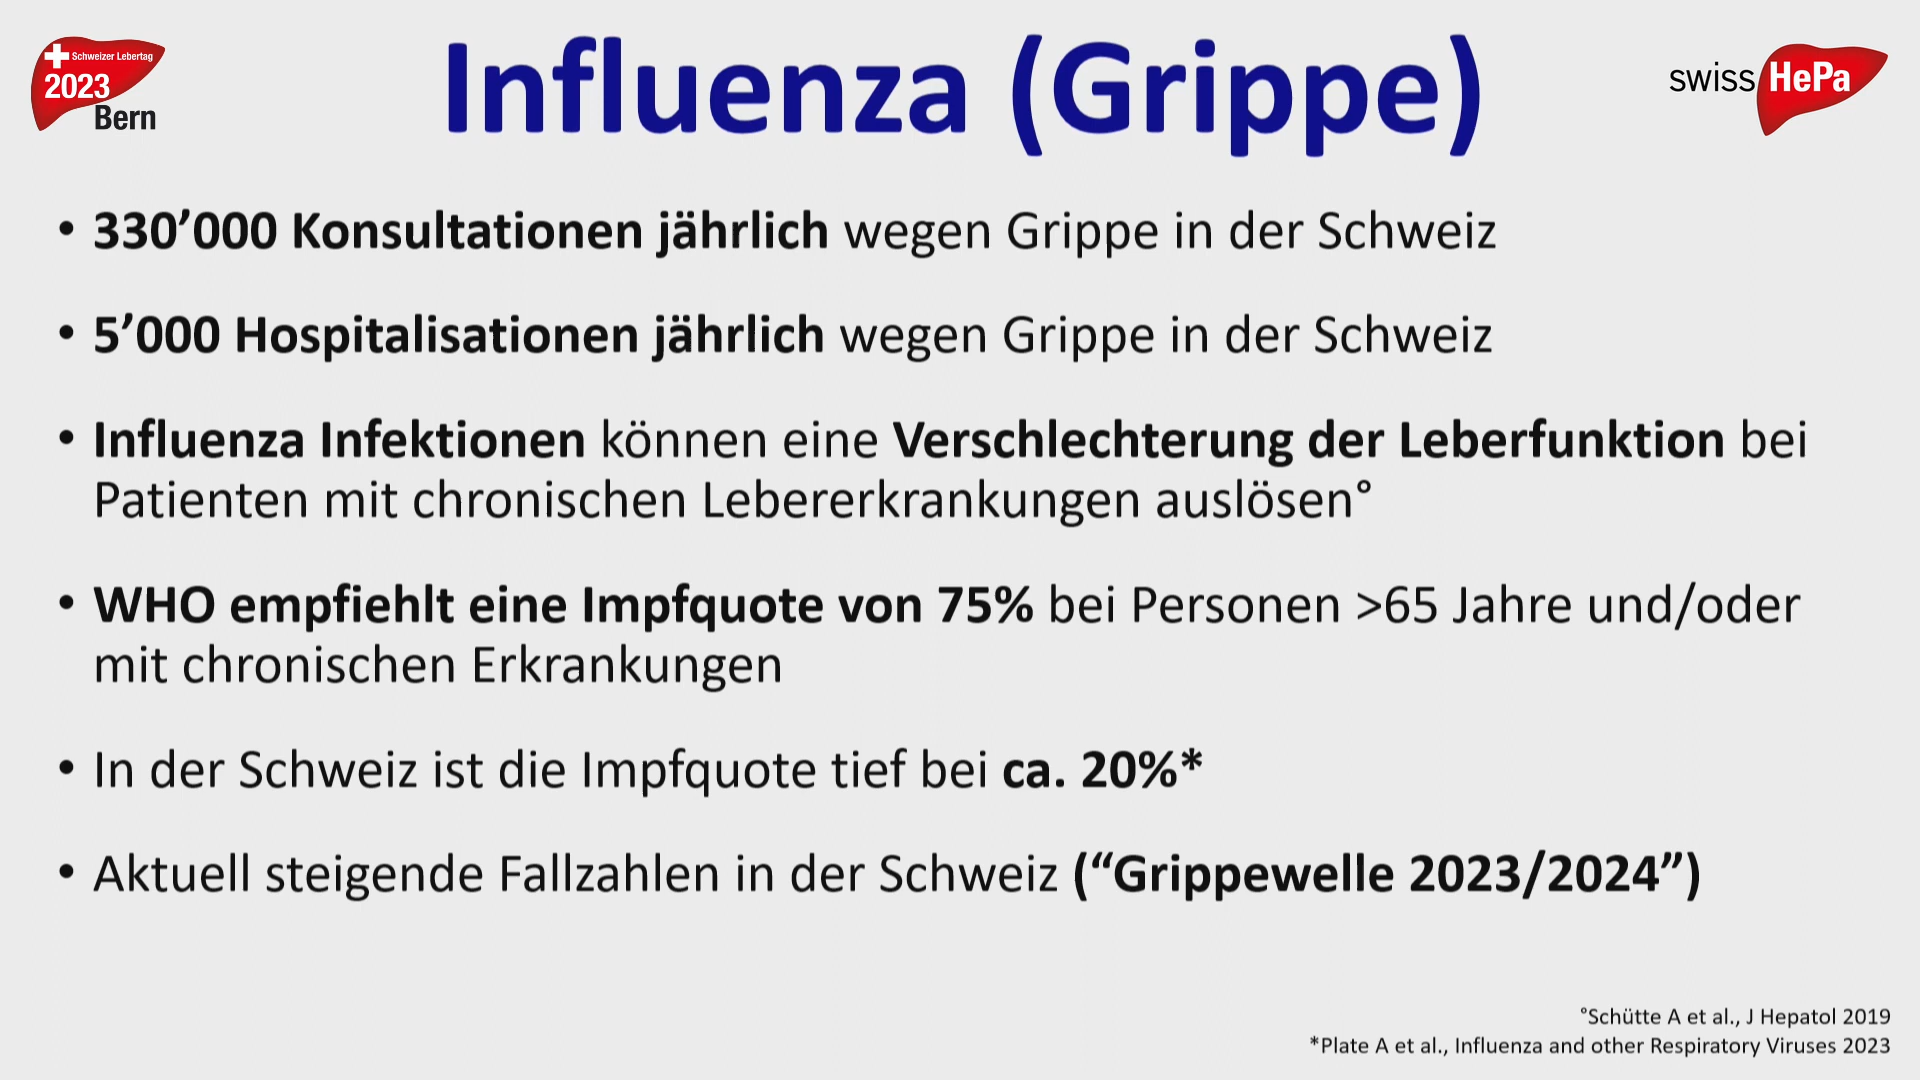 Schweizer Lebertag
2023
Bern
Influenza (Grippe)
swiss HePa
• 330’000 Konsultationen jährlich wegen Grippe in der Schweiz
• 5’000 Hospitalisationen jährlich wegen Grippe in der Schweiz
• Influenza Infektionen können eine Verschlechterung der Leberfunktion bei
Patienten mit chronischen Lebererkrankungen auslösen°
• WHO empfiehlt eine Impfquote von 75% bei Personen >65 Jahre und/oder
mit chronischen Erkrankungen
• In der Schweiz ist die Impfquote tief bei ca. 20%*
• Aktuell steigende Fallzahlen in der Schweiz (“Grippewelle 2023/2024”)
°Schütte A et al., J Hepatol 2019
*Plate A et al., Influenza and other Respiratory Viruses 2023